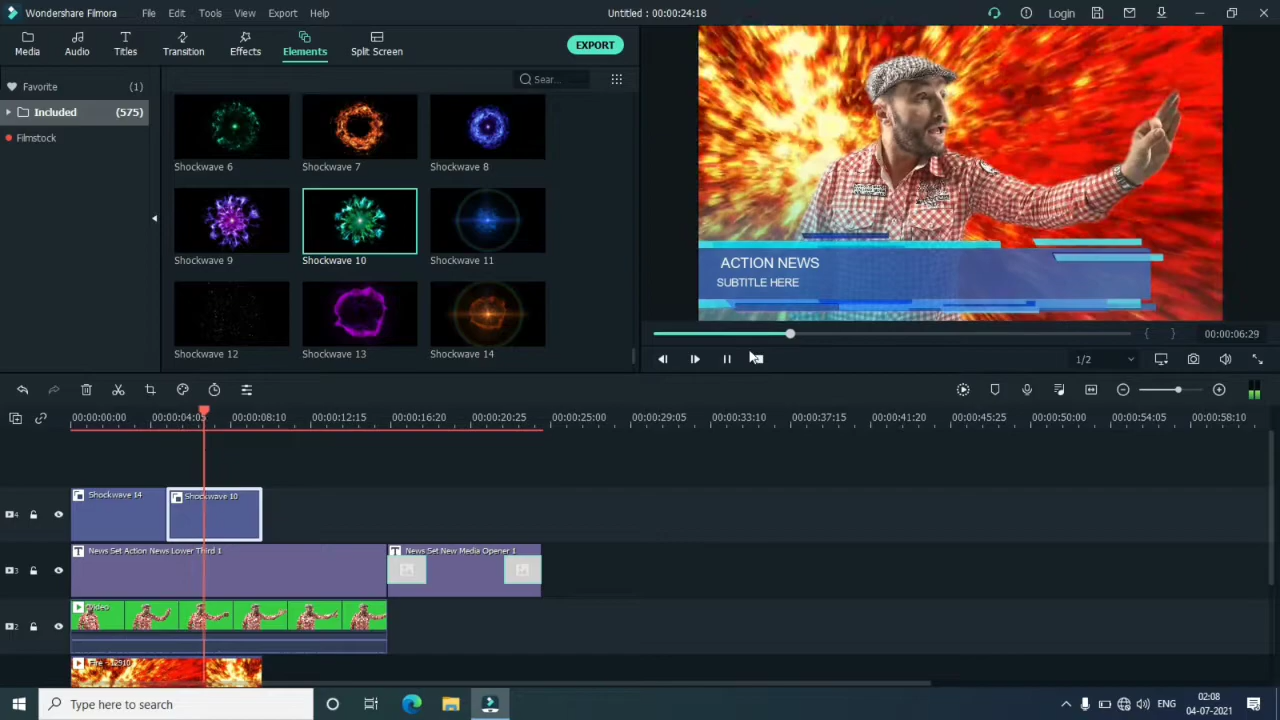 Wondershare Filmora File Edit Tools View Export Help Untitled : 00:00:24:18 Login
Media Audio Titles Transition Effects Elements Split Screen EXPORT
Favorite (1)
Included (575)
Filmstock
Sear...
Shockwave 6 Shockwave 7 Shockwave 8
Shockwave 9 Shockwave 10 Shockwave 11
Shockwave 12 Shockwave 13 Shockwave 14
ACTION NEWS
SUBTITLE HERE
00:00:06:29
1/2
00:00:00:00 00:00:04:05 00:00:08:10 00:00:12:15 00:00:16:20 00:00:20:25 00:00:25:00 00:00:29:05 00:00:33:10 00:00:37:15 00:00:41:20 00:00:45:25 00:00:50:00 00:00:54:05 00:00:58:10
Shockwave 14 Shockwave 10
4
News Set Action News Lower Third 1 News Set New Media Opener 1
3
Video
2
Fire - 12910
Type here to search
ENG
02:08
04-07-2021